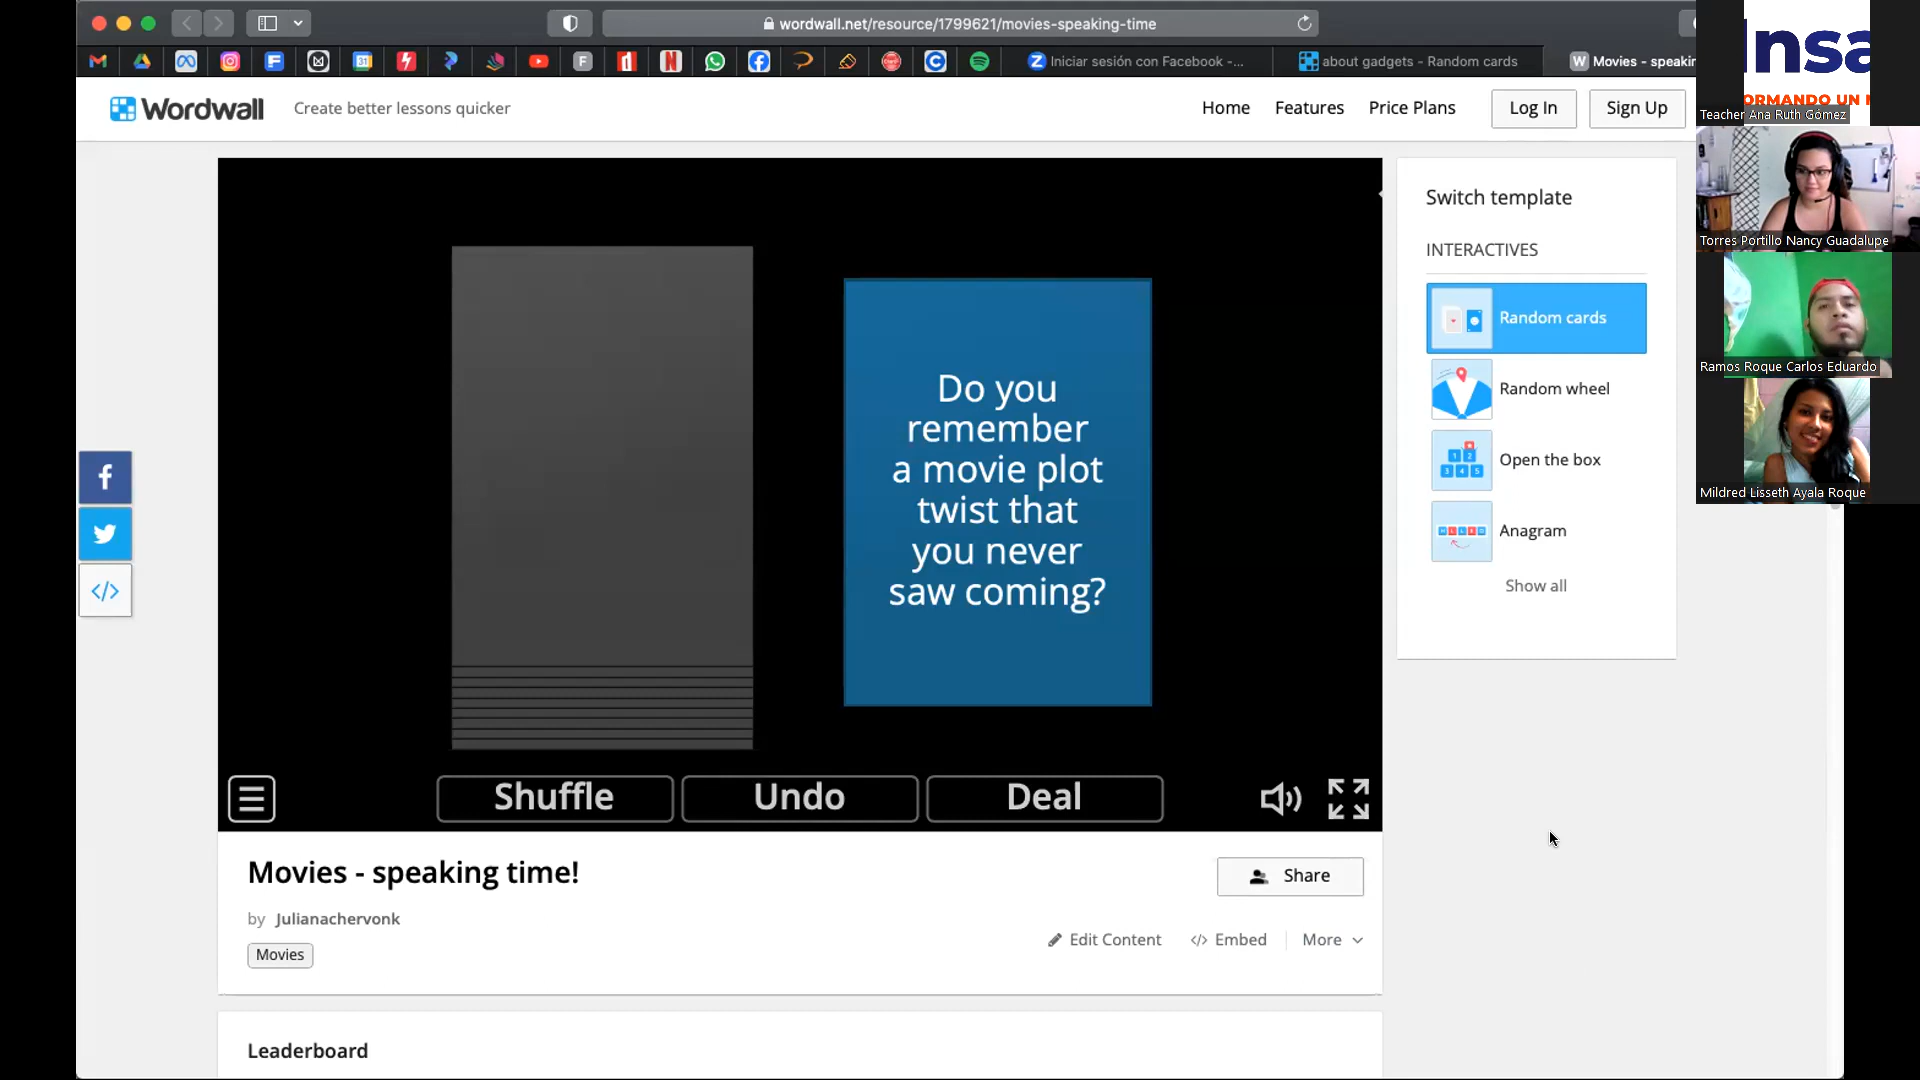 wordwall.net/resource/1799621/movies-speaking-time
Iniciar sesión con Facebook -...
about gadgets - Random cards
Movies - speakin
Wordwall
Create better lessons quicker
Home
Features
Price Plans
Log In
Sign Up
Do you
remember
a movie plot
twist that
you never
saw coming?
Shuffle
Undo
Deal
Switch template
INTERACTIVES
Random cards
Random wheel
Open the box
Anagram
Show all
Movies - speaking time!
by Julianachervonk
Movies
Share
Edit Content
Embed
More
Leaderboard
Insa
ORMANDO UN
Teacher Ana Ruth Gómez
Torres Portillo Nancy Guadalupe
Ramos Roque Carlos Eduardo
Mildred Lisseth Ayala Roque